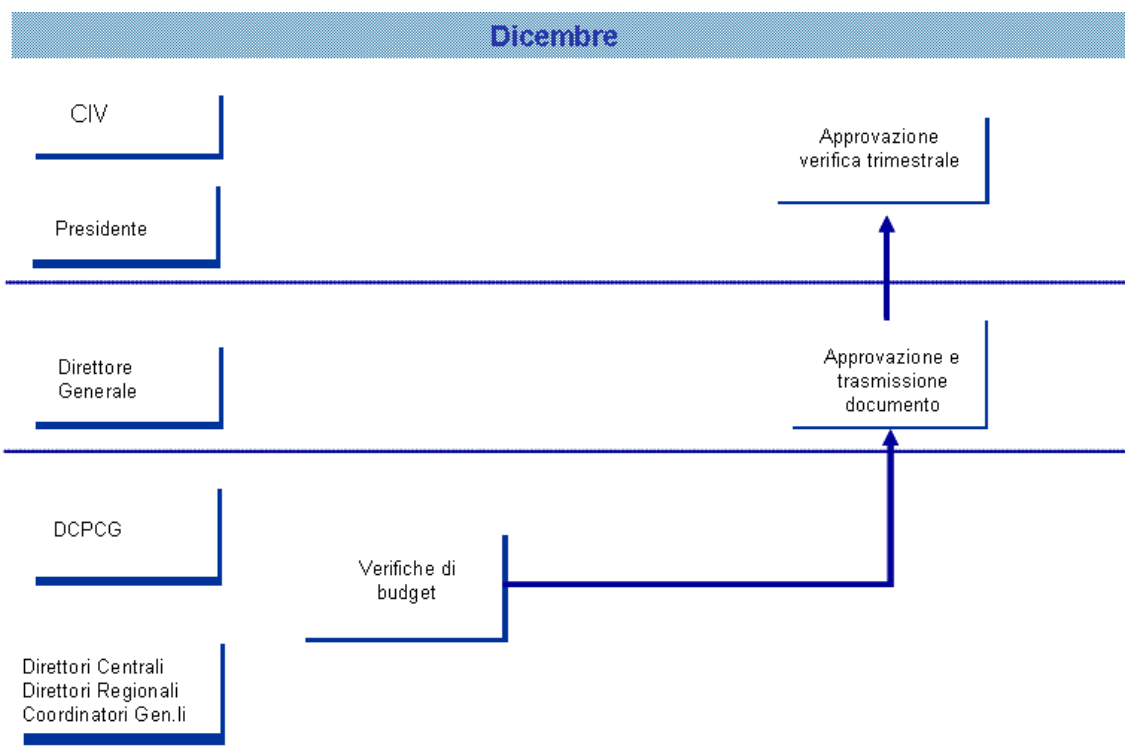 Dicembre
CIV
Approvazione
verifica trimestrale
Presidente
Direttore
Generale
Approvazione e
trasmissione
documento
DCPCG
Verifiche di
budget
Direttori Centrali
Direttori Regionali
Coordinatori Gen.li